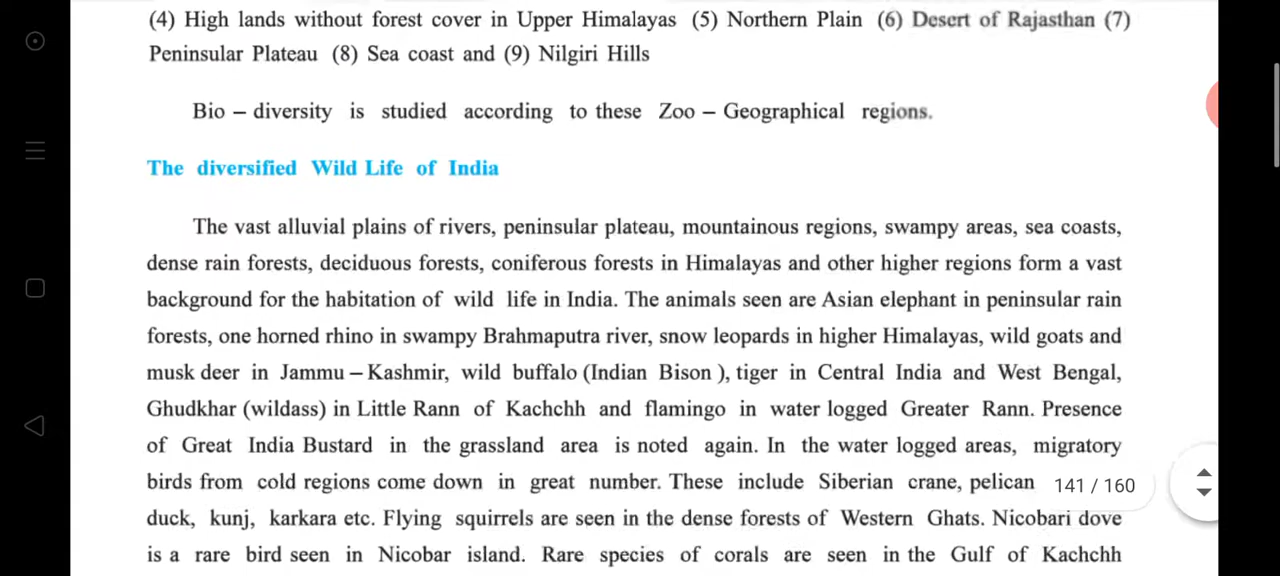 (4) High lands without forest cover in Upper Himalayas (5) Northern Plain (6) Desert of Rajasthan (7)
Peninsular Plateau (8) Sea coast and (9) Nilgiri Hills
Bio – diversity is studied according to these Zoo – Geographical regions.
The diversified Wild Life of India
The vast alluvial plains of rivers, peninsular plateau, mountainous regions, swampy areas, sea coasts,
dense rain forests, deciduous forests, coniferous forests in Himalayas and other higher regions form a vast
background for the habitation of wild life in India. The animals seen are Asian elephant in peninsular rain
forests, one horned rhino in swampy Brahmaputra river, snow leopards in higher Himalayas, wild goats and
musk deer in Jammu – Kashmir, wild buffalo (Indian Bison ), tiger in Central India and West Bengal,
Ghudkhar (wildass) in Little Rann of Kachchh and flamingo in water logged Greater Rann. Presence
of Great India Bustard in the grassland area is noted again. In the water logged areas, migratory
birds from cold regions come down in great number. These include Siberian crane, pelican
141 / 160
duck, kunj, karkara etc. Flying squirrels are seen in the dense forests of Western Ghats. Nicobari dove
is a rare bird seen in Nicobar island. Rare species of corals are seen in the Gulf of Kachchh